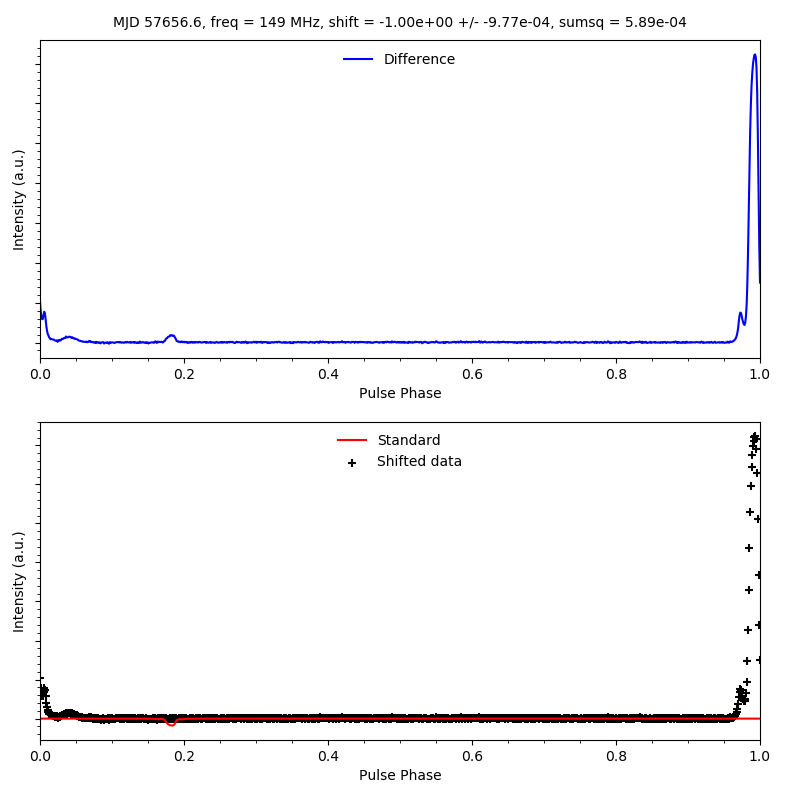 MJD 57656.6, freq = 149 MHz, shift = -1.00e+00 +/- -9.77e-04, sumsq = 5.89e-04
Difference
Intensity (a.u.)
0.0 0.2 0.4 0.6 0.8 1.0
Pulse Phase
Standard
Shifted data
Intensity (a.u.)
0.0 0.2 0.4 0.6 0.8 1.0
Pulse Phase